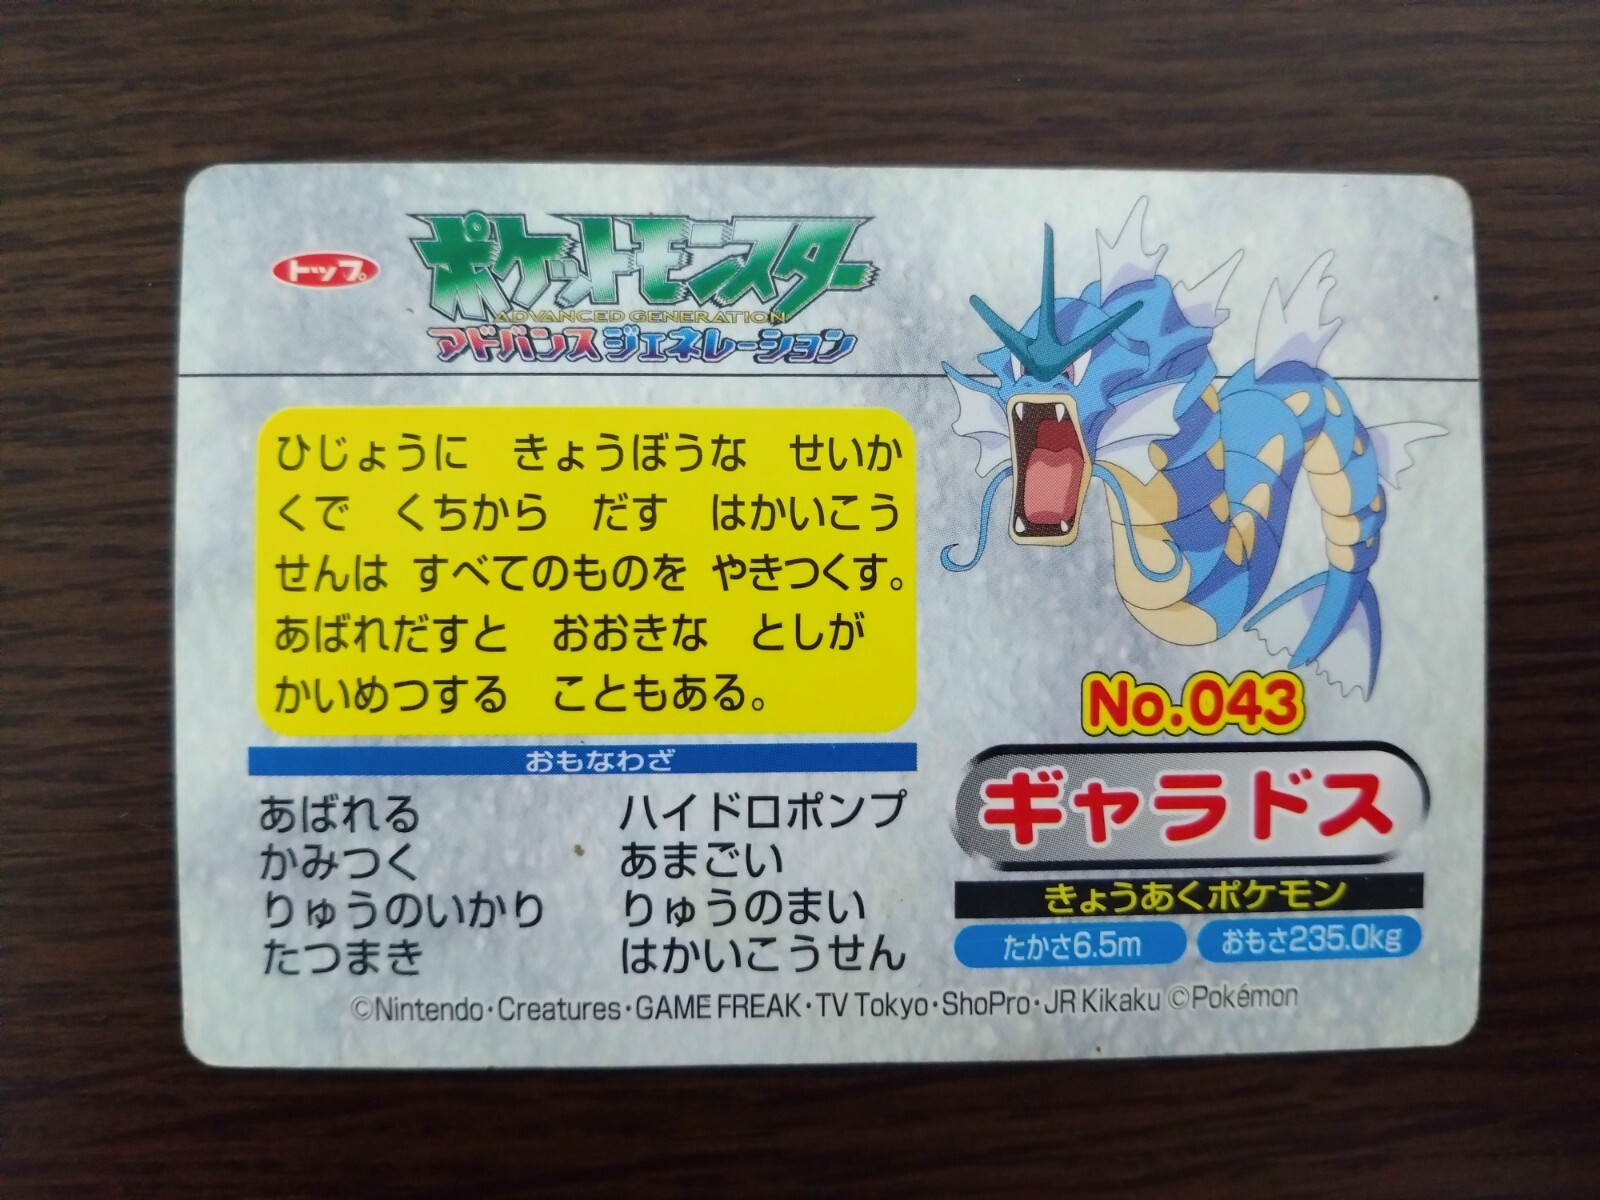 トップ
ポケットモンスター
ADVANCED GENERATION
アドバンスジェネレーション
ひじょうに きょうぼうな せいか
くで くちから だす はかいこう
せんは すべてのものを やきつくす。
あばれだすと おおきな としが
かいめつする こともある。
おもなわざ
あばれる ハイドロポンプ
かみつく あまごい
りゅうのいかり りゅうのまい
たつまき はかいこうせん
No.043
ギャラドス
きょうあくポケモン
たかさ6.5m おもさ235.0kg
©Nintendo・Creatures・GAME FREAK・TV Tokyo・ShoPro・JR Kikaku ©Pokémon